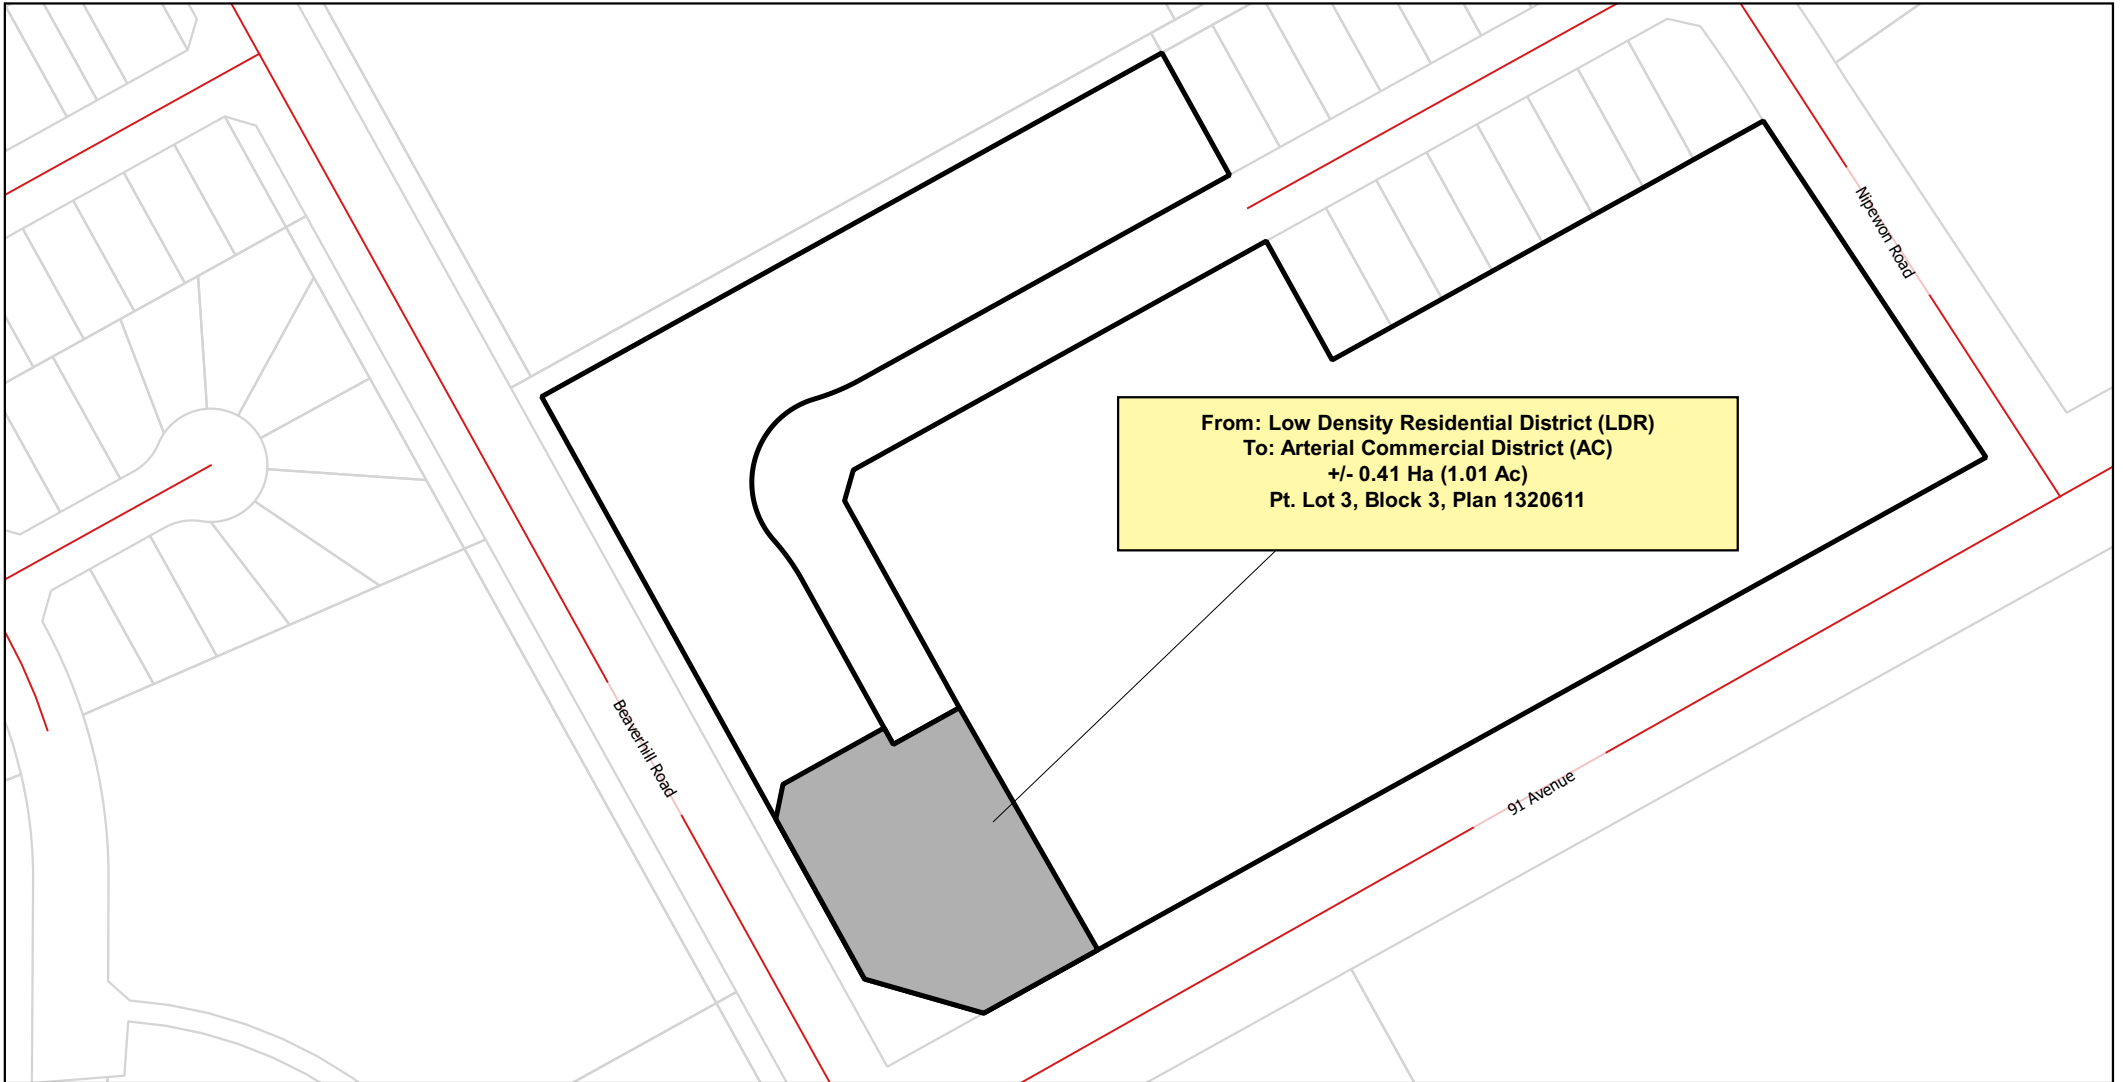 Nipewon Road
From: Low Density Residential District (LDR)
To: Arterial Commercial District (AC)
+/- 0.41 Ha (1.01 Ac)
Pt. Lot 3, Block 3, Plan 1320611
Beaverhill Road
91 Avenue